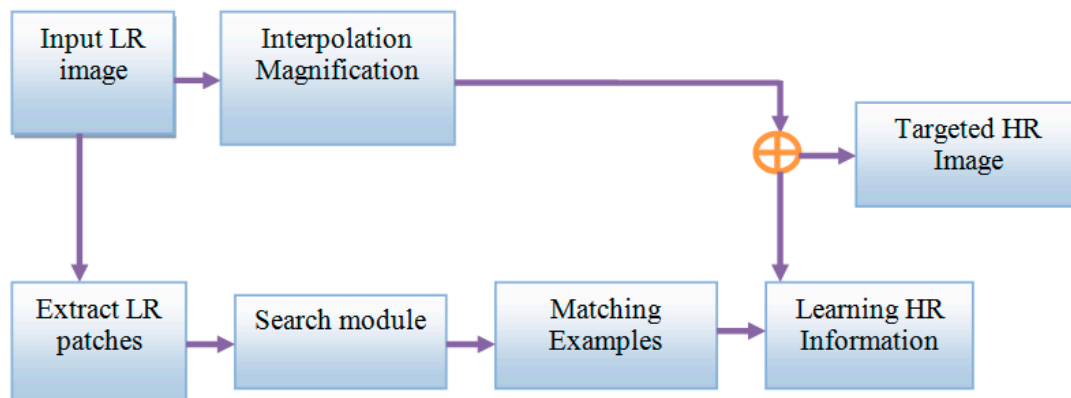 Input LR
image
Interpolation
Magnification
Targeted HR
Image
Extract LR
patches
Search module
Matching
Examples
Learning HR
Information